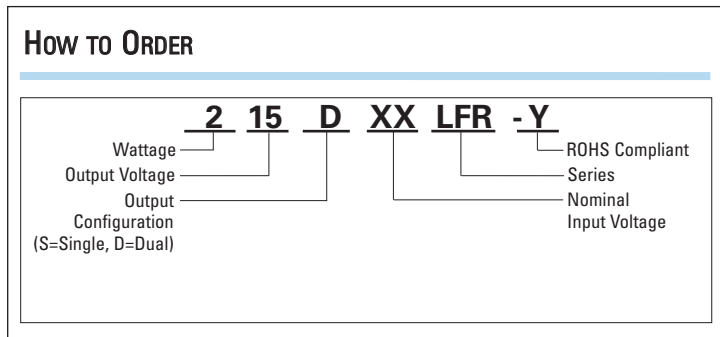 HOW TO ORDER
2 15 D XX LFR - Y
Wattage
Output Voltage
Output
Configuration
(S=Single, D=Dual)
ROHS Compliant
Series
Nominal
Input Voltage